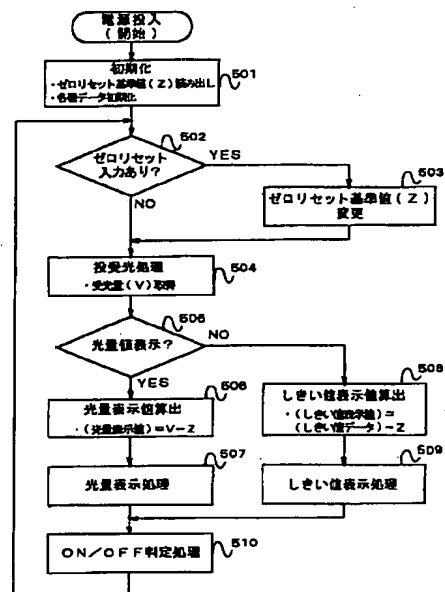 電源投入
(開始)
501
初期化
・ゼロリセット基準値(Z)読み出し
・各種データ初期化
502
ゼロリセット
入力あり?
YES
NO
503
ゼロリセット基準値(Z)
変更
投受光処理
・受光量(V)取得
504
505
光量値表示?
NO
YES
506
光量表示値算出
・(光量表示値)=V-Z
508
しきい値表示値算出
・(しきい値表示値)=
(しきい値データ)-Z
507
光量表示処理
509
しきい値表示処理
ON/OFF判定処理
510